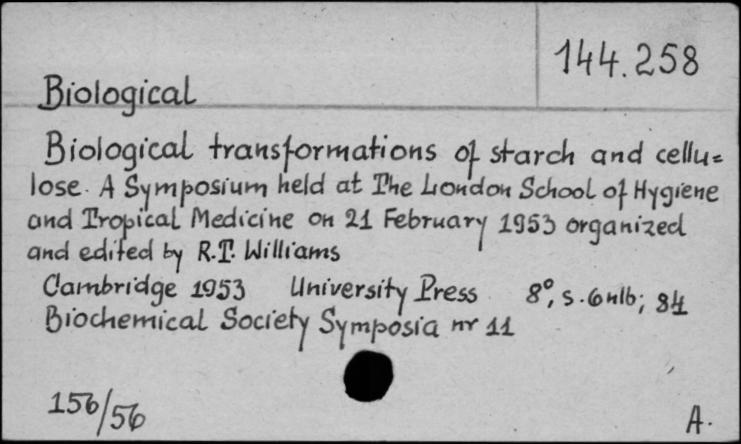 144.258
Biological
Biological transformations of starch and cellu=
lose. A Symposium held at The London School of Hygiene
and Tropical Medicine on 21 February 1953 organized
and edited by R.T. Williams
Cambridge 1953 University Press 8°, s. 6nlb; 84
Biochemical Society Symposia nr 11
156/56
A.